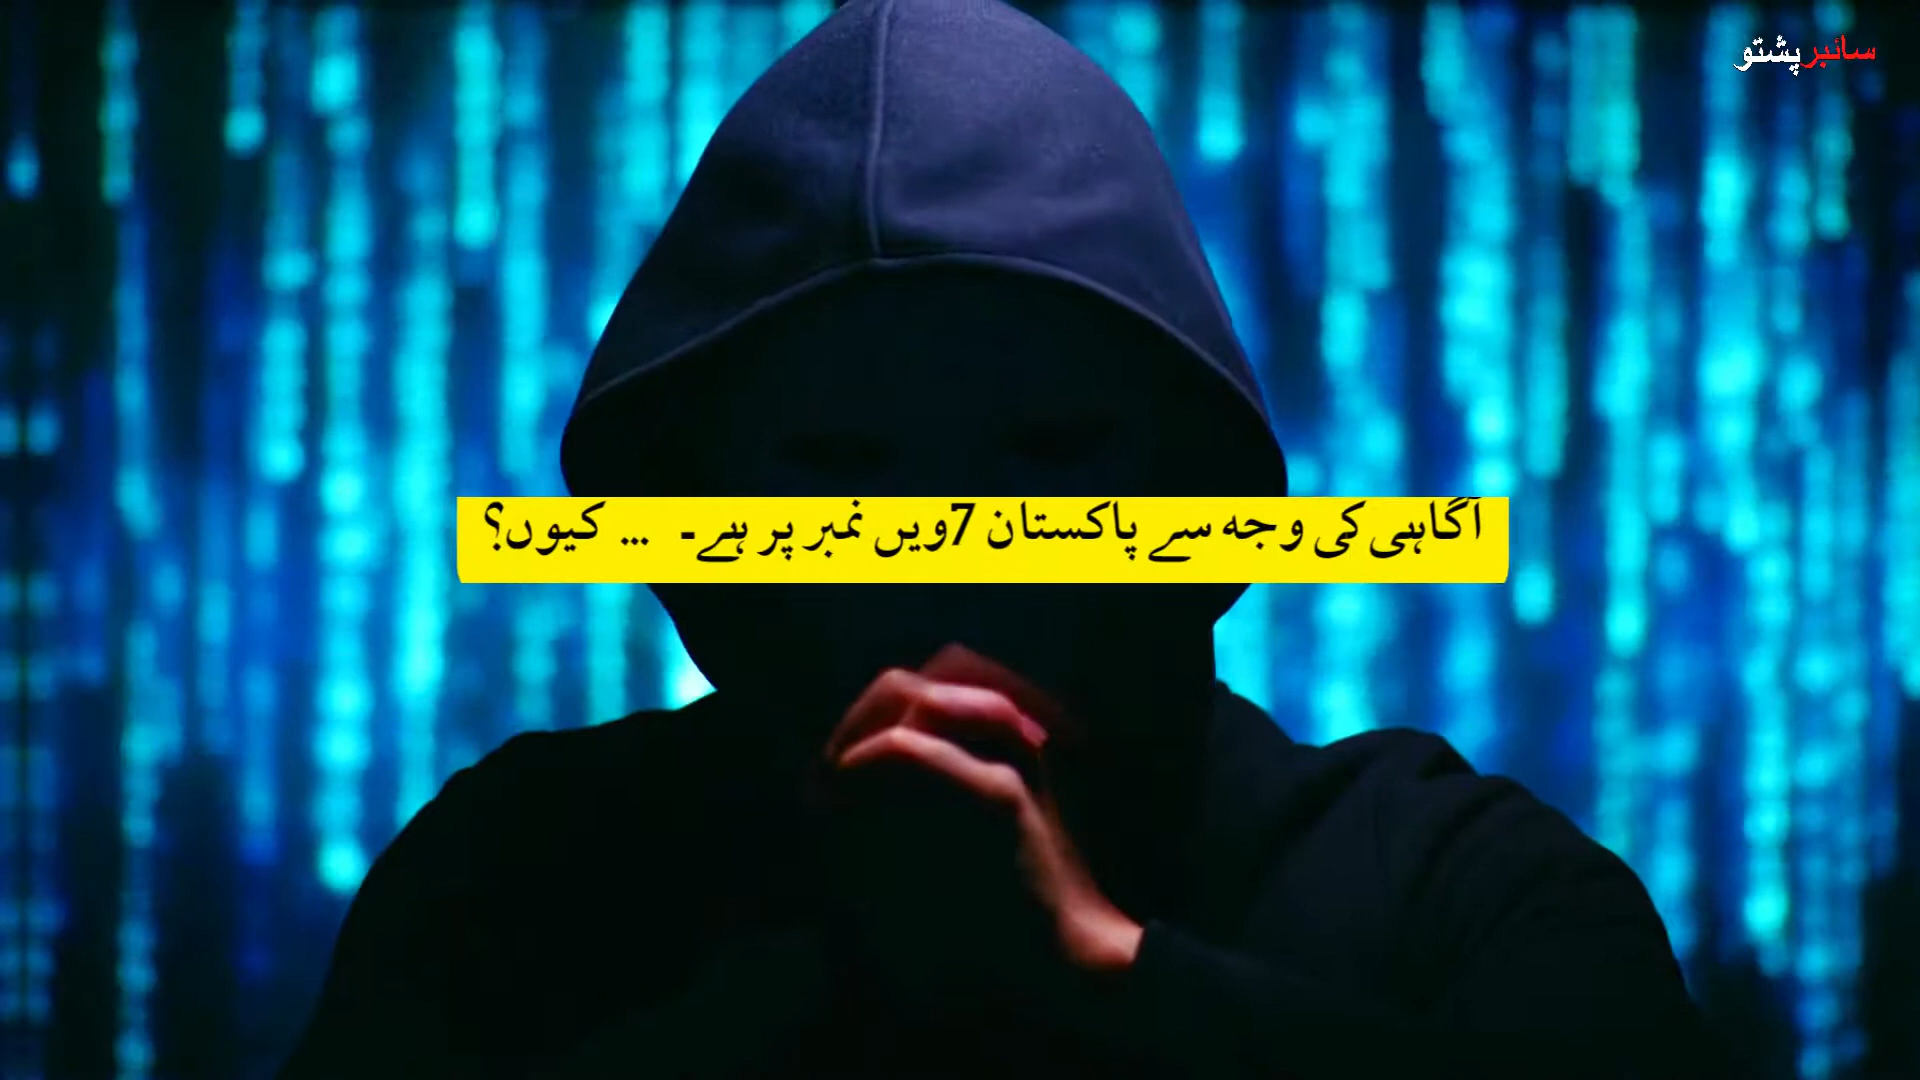 سائبر پشتو
آگاہی کی وجہ سے پاکستان 7ویں نمبر پر ہے۔ ... کیوں؟